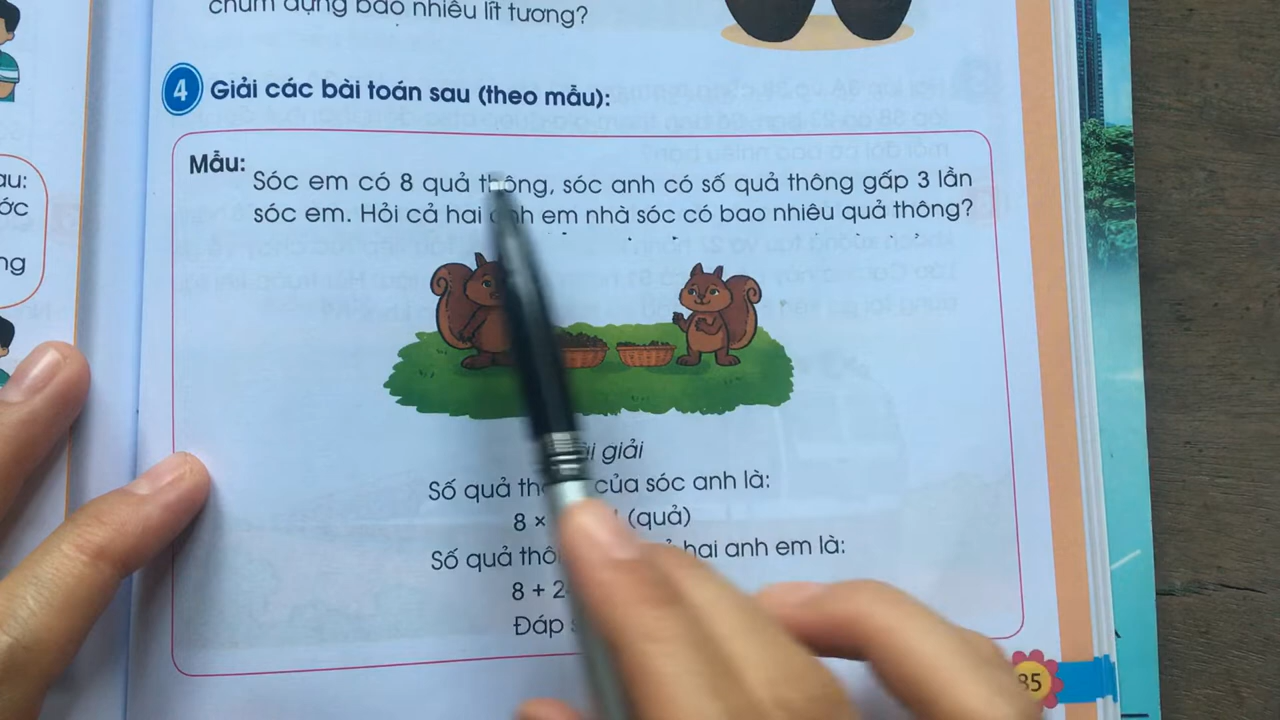 chum đựng bao nhiêu lít tương?
4 Giải các bài toán sau (theo mẫu):
Mẫu:
Sóc em có 8 quả thông, sóc anh có số quả thông gấp 3 lần
sóc em. Hỏi cả hai anh em nhà sóc có bao nhiêu quả thông?
giải
Số quả của sóc anh là:
8 × (quả)
Số quả hai anh em là:
8 +
Đáp
au:
ớc
ng
85